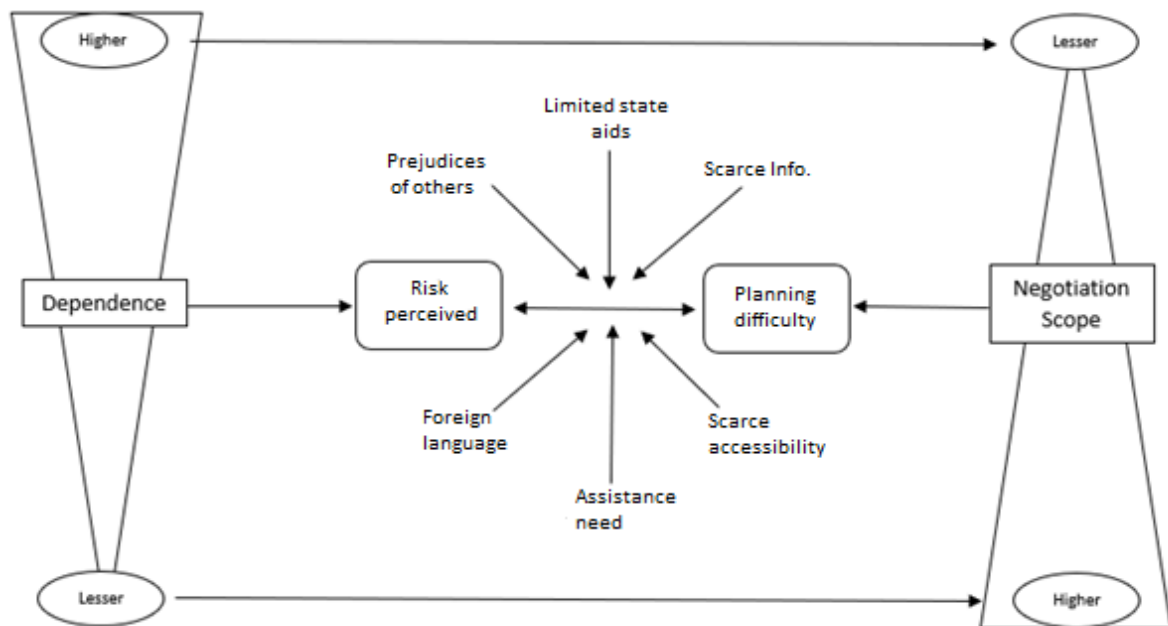 Higher
Lesser
Limited state
aids
Prejudices
of others
Scarce Info.
Dependence
Risk
perceived
Planning
difficulty
Negotiation
Scope
Foreign
language
Scarce
accessibility
Assistance
need
Lesser
Higher